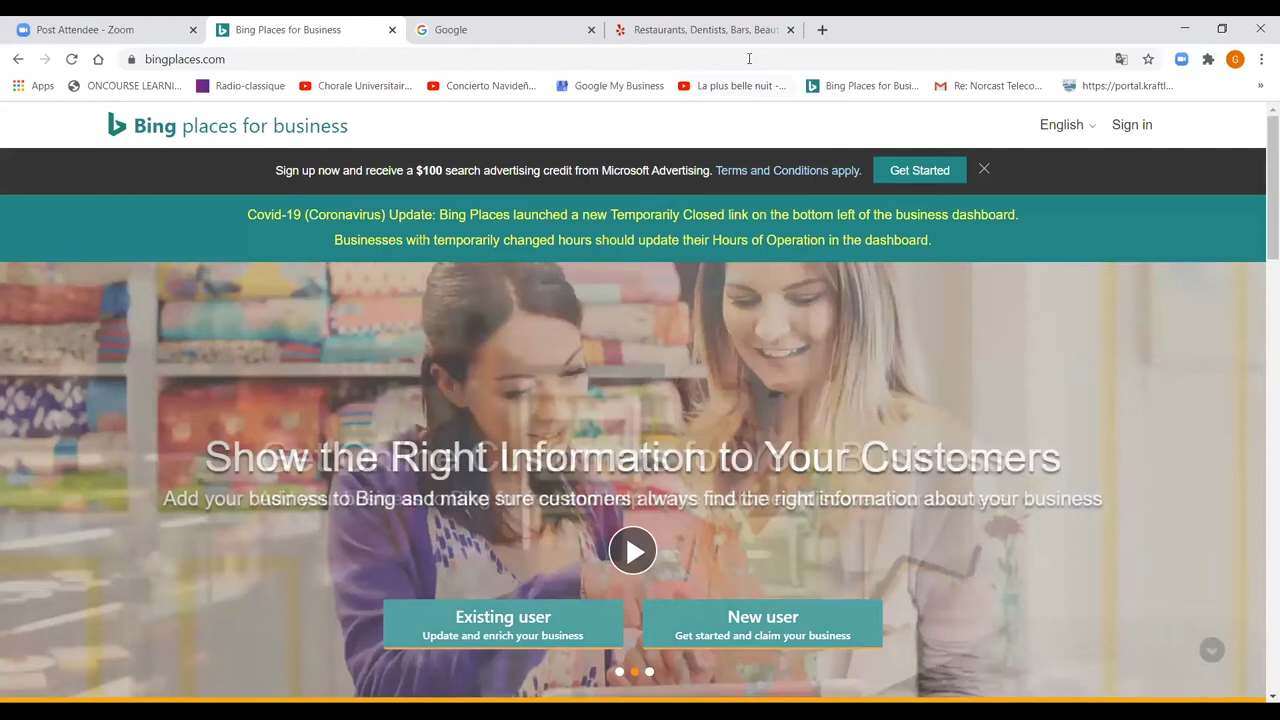 Post Attendee - Zoom
Bing Places for Business
Google
Restaurants, Dentists, Bars, Beau
bingplaces.com
G
Apps
ONCOURSE LEARNI...
Radio-classique
Chorale Universitair...
Concierto Navideñ...
Google My Business
La plus belle nuit -...
Bing Places for Busi...
Re: Norcast Teleco...
https://portal.kraftl...
»
Bing places for business
English
Sign in
Sign up now and receive a $100 search advertising credit from Microsoft Advertising. Terms and Conditions apply.
Get Started
Covid-19 (Coronavirus) Update: Bing Places launched a new Temporarily Closed link on the bottom left of the business dashboard.
Businesses with temporarily changed hours should update their Hours of Operation in the dashboard.
Show the Right Information to Your Customers
Add your business to Bing and make sure customers always find the right information about your business
Existing user
Update and enrich your business
New user
Get started and claim your business